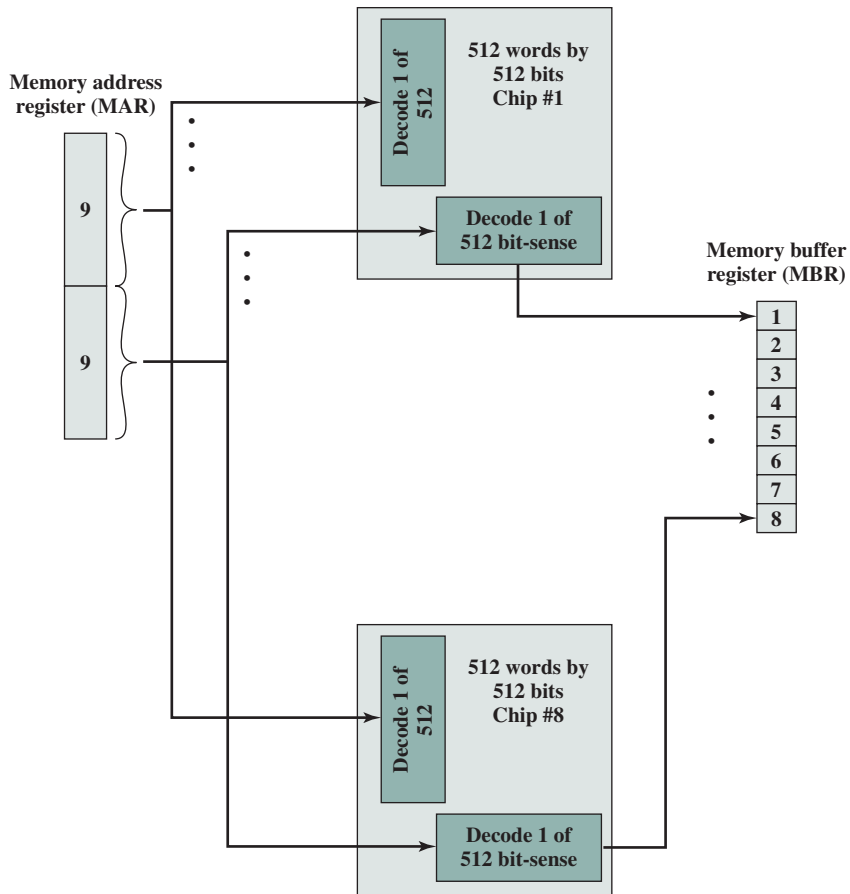 Memory address
register (MAR)
9
9
Decode 1 of
512
512 words by
512 bits
Chip #1
Decode 1 of
512 bit-sense
Memory buffer
register (MBR)
1
2
3
4
5
6
7
8
Decode 1 of
512
512 words by
512 bits
Chip #8
Decode 1 of
512 bit-sense